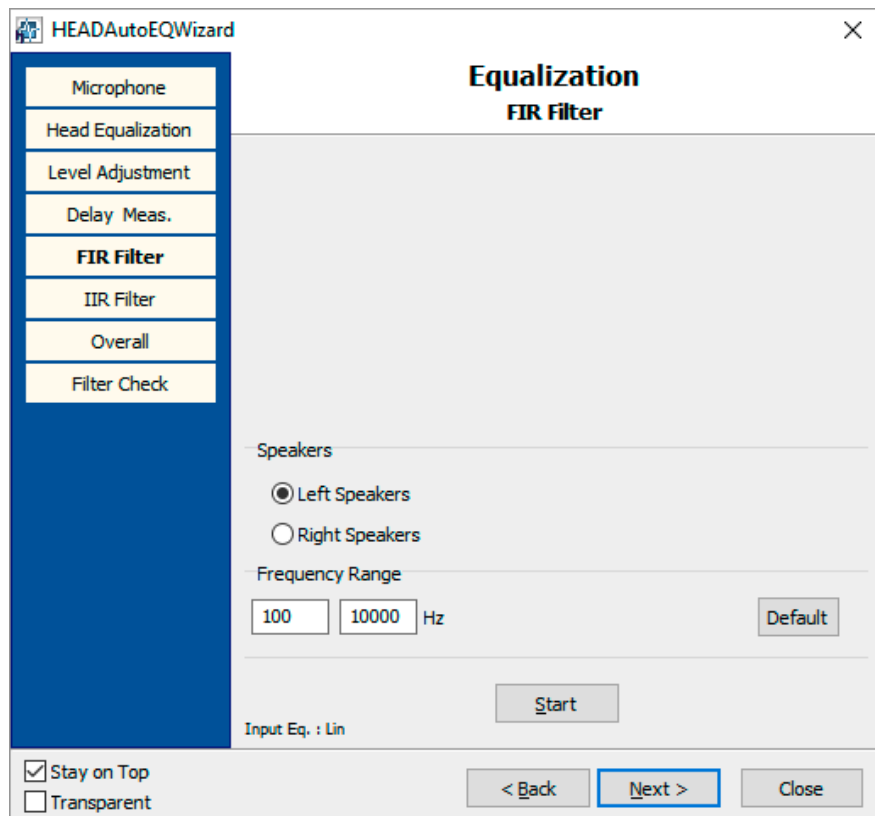 HEADAutoEQWizard
Microphone
Head Equalization
Level Adjustment
Delay Meas.
FIR Filter
IIR Filter
Overall
Filter Check
Equalization
FIR Filter
Speakers
Left Speakers
Right Speakers
Frequency Range
100 10000 Hz Default
Start
Input Eq. : Lin
Stay on Top
Transparent
< Back Next > Close